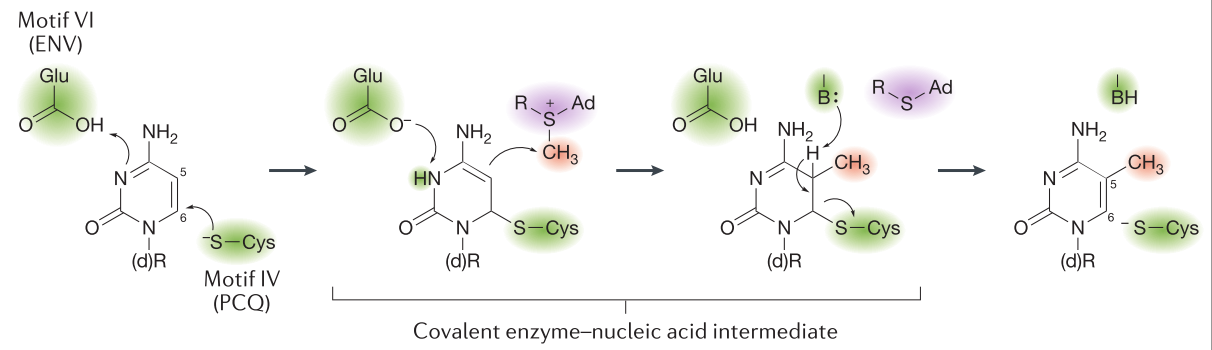 Motif VI
(ENV)
Glu
O
OH
NH2
N
5
6
O
N
(d)R
-S
Cys
Motif IV
(PCQ)
Glu
O
O-
NH2
HN
O
N
(d)R
S
Cys
R
S+
Ad
CH3
Glu
O
OH
B:
R
S
Ad
NH2
H
CH3
N
O
N
(d)R
S
Cys
BH
NH2
CH3
N
5
6
O
N
(d)R
-S
Cys
Covalent enzyme–nucleic acid intermediate